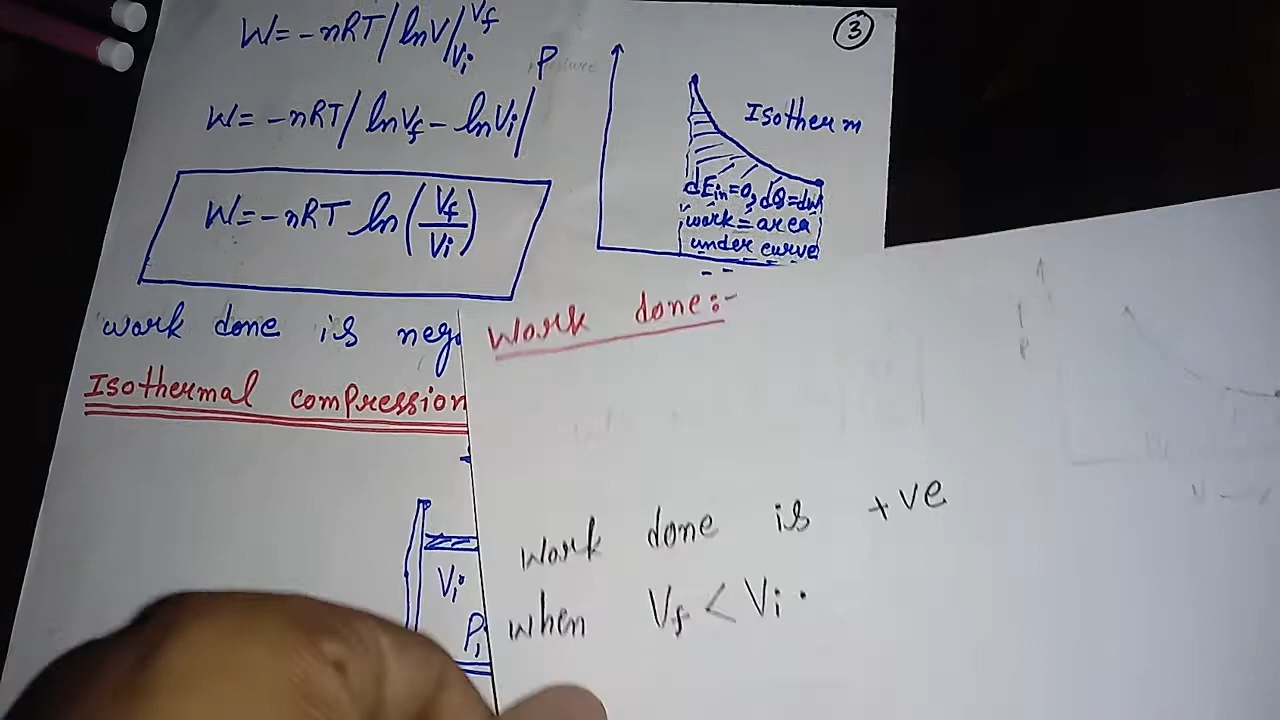 W=-nRT/lnV/Vf Vi
W= -nRT/ lnVf - lnVi/
W= -nRT ln(Vf/Vi)
3
P
Isotherm
dEin=0, dQ=dw
work = area
under curve
work done is neg
Work done:-
Isothermal compression
Vi
P1
work done is +ve
when Vf < Vi.